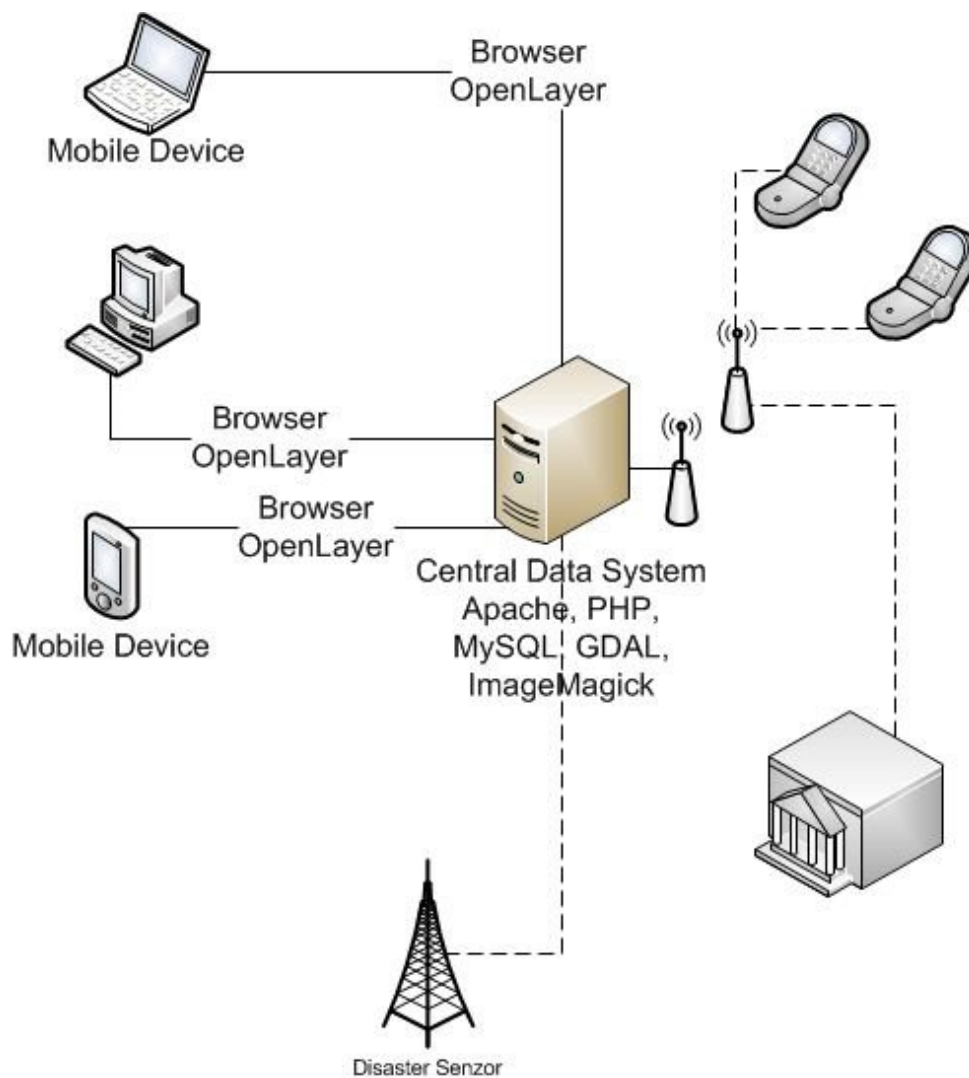 Browser
OpenLayer
Mobile Device
Browser
OpenLayer
Browser
OpenLayer
Mobile Device
Central Data System
Apache, PHP,
MySQL, GDAL,
ImageMagick
Disaster Senzor